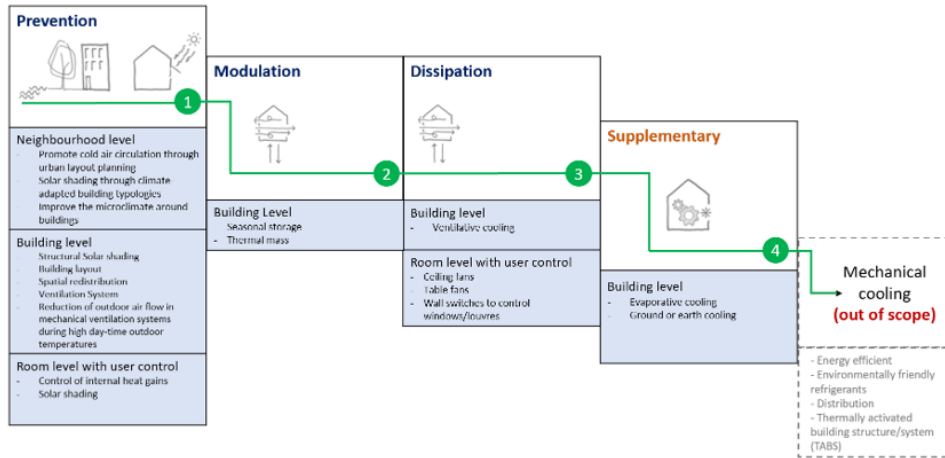 Prevention
1
Neighbourhood level
- Promote cold air circulation through
urban layout planning
- Solar shading through climate-
adapted building typologies
- Improve the microclimate around
buildings
Building level
- Structural Solar shading
- Building layout
- Spatial redistribution
- Ventilation System
- Reduction of outdoor air flow in
mechanical ventilation systems
during high day-time outdoor
temperatures
Room level with user control
- Control of internal heat gains
- Solar shading
Modulation
2
Building Level
- Seasonal storage
- Thermal mass
Dissipation
3
Building level
- Ventilative cooling
Room level with user control
- Ceiling fans
- Table fans
- Wall switches to control
windows/louvres
Supplementary
4
Building level
- Evaporative cooling
- Ground or earth cooling
Mechanical
cooling
(out of scope)
- Energy efficient
- Environmentally friendly
refrigerants
- Distribution
- Thermally activated
building structure/system
(TABS)